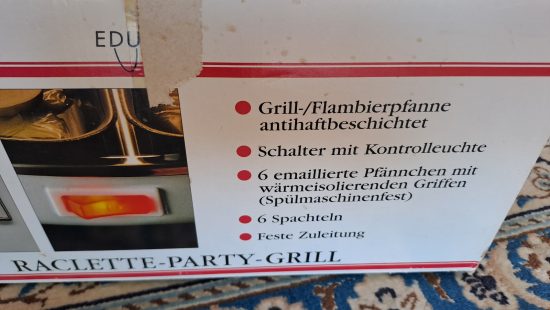 EDU
Grill-/Flambierpfanne
antihaftbeschichtet
Schalter mit Kontrolleuchte
6 emaillierte Pfännchen mit
wärmeisolierenden Griffen
(Spülmaschinenfest)
6 Spachteln
Feste Zuleitung
RACLETTE-PARTY-GRILL